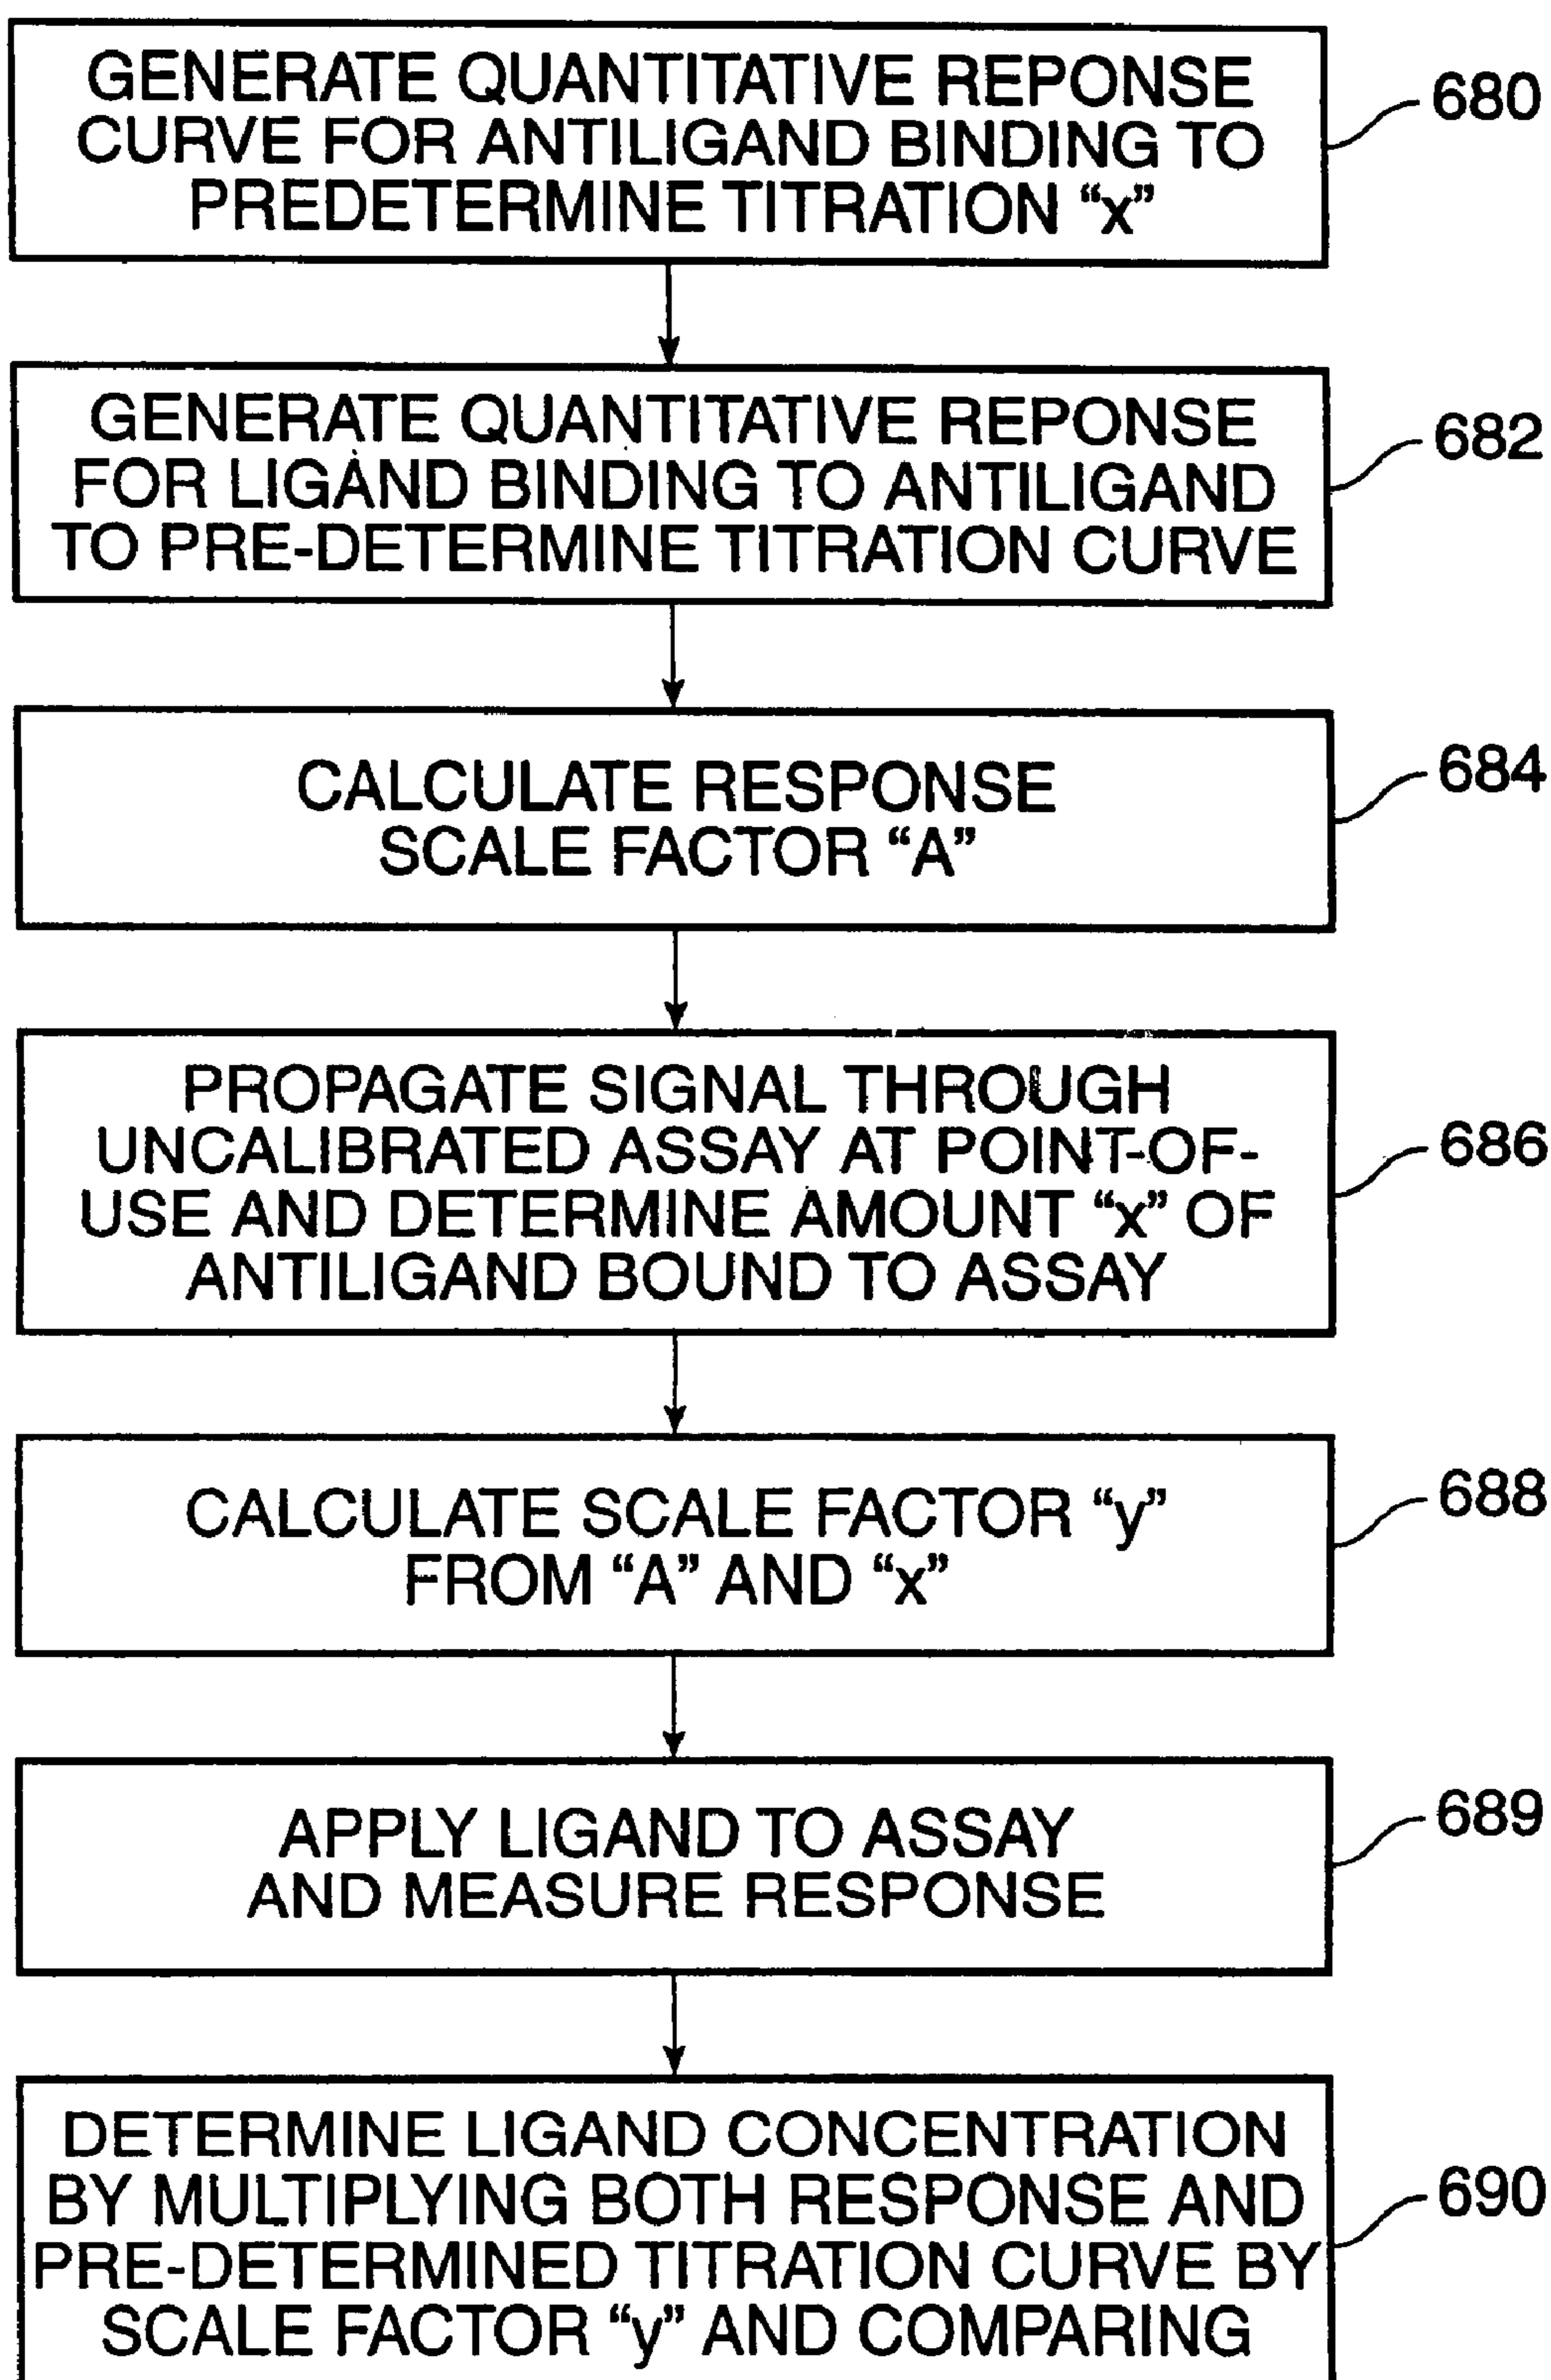 GENERATE QUANTITATIVE REPONSE
CURVE FOR ANTILIGAND BINDING TO
PREDETERMINE TITRATION “x”
680
GENERATE QUANTITATIVE REPONSE
FOR LIGAND BINDING TO ANTILIGAND
TO PRE-DETERMINE TITRATION CURVE
682
CALCULATE RESPONSE
SCALE FACTOR “A”
684
PROPAGATE SIGNAL THROUGH
UNCALIBRATED ASSAY AT POINT-OF-
USE AND DETERMINE AMOUNT “x” OF
ANTILIGAND BOUND TO ASSAY
686
CALCULATE SCALE FACTOR “y”
FROM “A” AND “x”
688
APPLY LIGAND TO ASSAY
AND MEASURE RESPONSE
689
DETERMINE LIGAND CONCENTRATION
BY MULTIPLYING BOTH RESPONSE AND
PRE-DETERMINED TITRATION CURVE BY
SCALE FACTOR “y” AND COMPARING
690